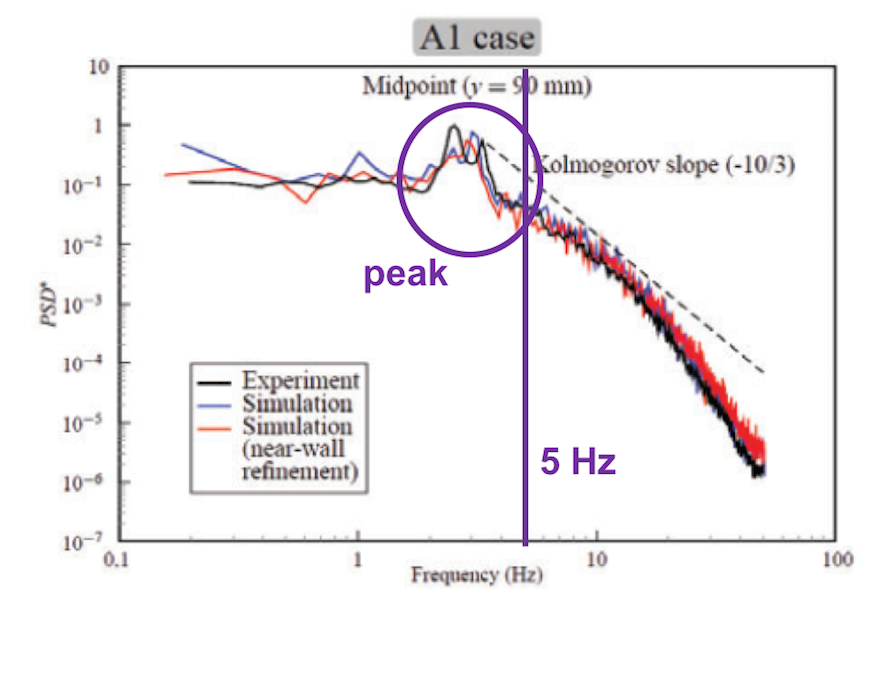 A1 case
10
Midpoint (y = 90 mm)
1
Kolmogorov slope (-10/3)
10⁻¹
10⁻²
peak
PSD*
10⁻³
10⁻⁴
Experiment
Simulation
Simulation
(near-wall
refinement)
10⁻⁵
5 Hz
10⁻⁶
10⁻⁷
0.1 1 10 100
Frequency (Hz)